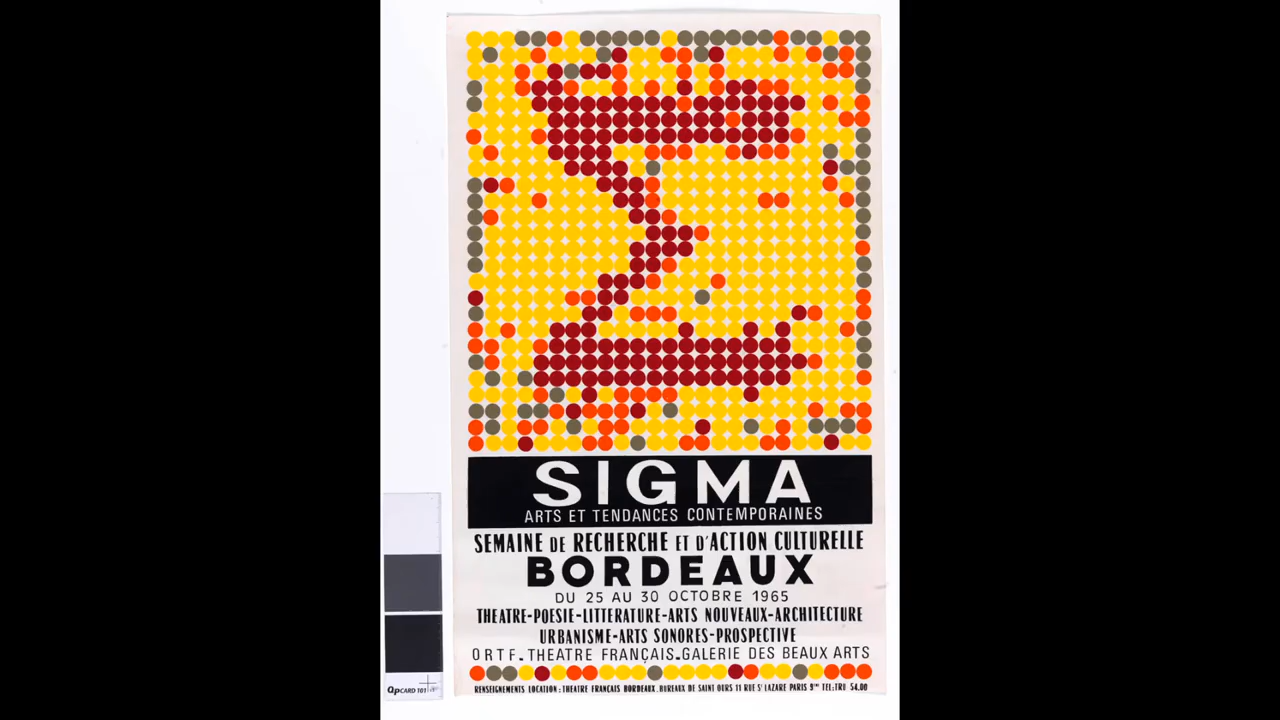 SIGMA
ARTS ET TENDANCES CONTEMPORAINES
SEMAINE DE RECHERCHE ET D'ACTION CULTURELLE
BORDEAUX
DU 25 AU 30 OCTOBRE 1965
THEATRE-POESIE-LITTERATURE-ARTS NOUVEAUX-ARCHITECTURE
URBANISME-ARTS SONORES-PROSPECTIVE
O R T F . THEATRE FRANÇAIS.GALERIE DES BEAUX ARTS
RENSEIGNEMENTS LOCATION : THEATRE FRANCAIS BORDEAUX. BUREAUX DE SAINT OURS 11 RUE ST LAZARE PARIS 9me TEL:TRU 54.00
QPCARD 101